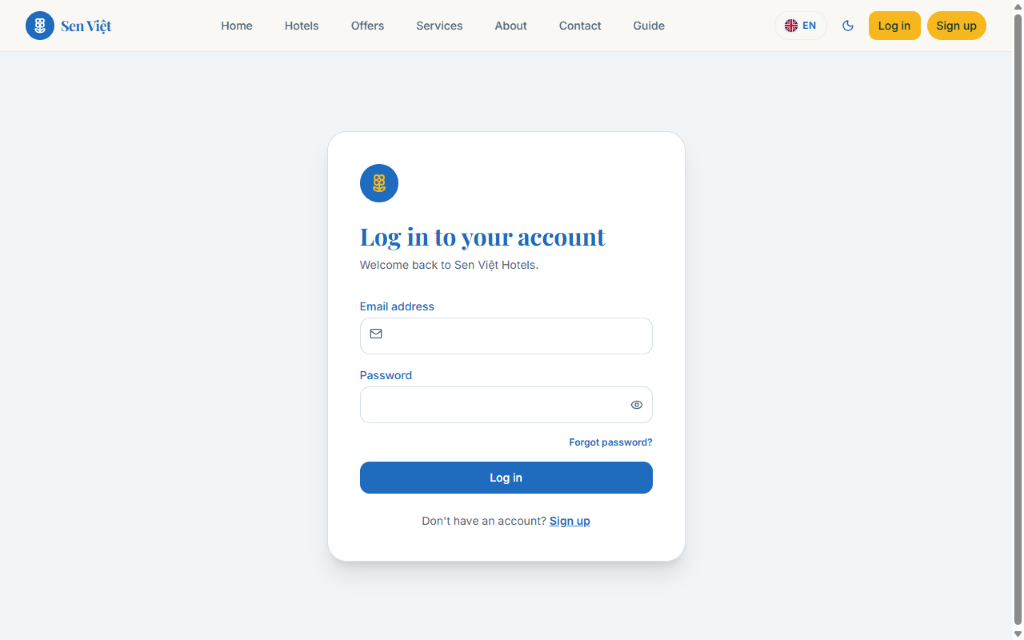 Sen Việt
Home Hotels Offers Services About Contact Guide
EN
Log in
Sign up
Log in to your account
Welcome back to Sen Việt Hotels.
Email address
Password
Forgot password?
Log in
Don't have an account? Sign up